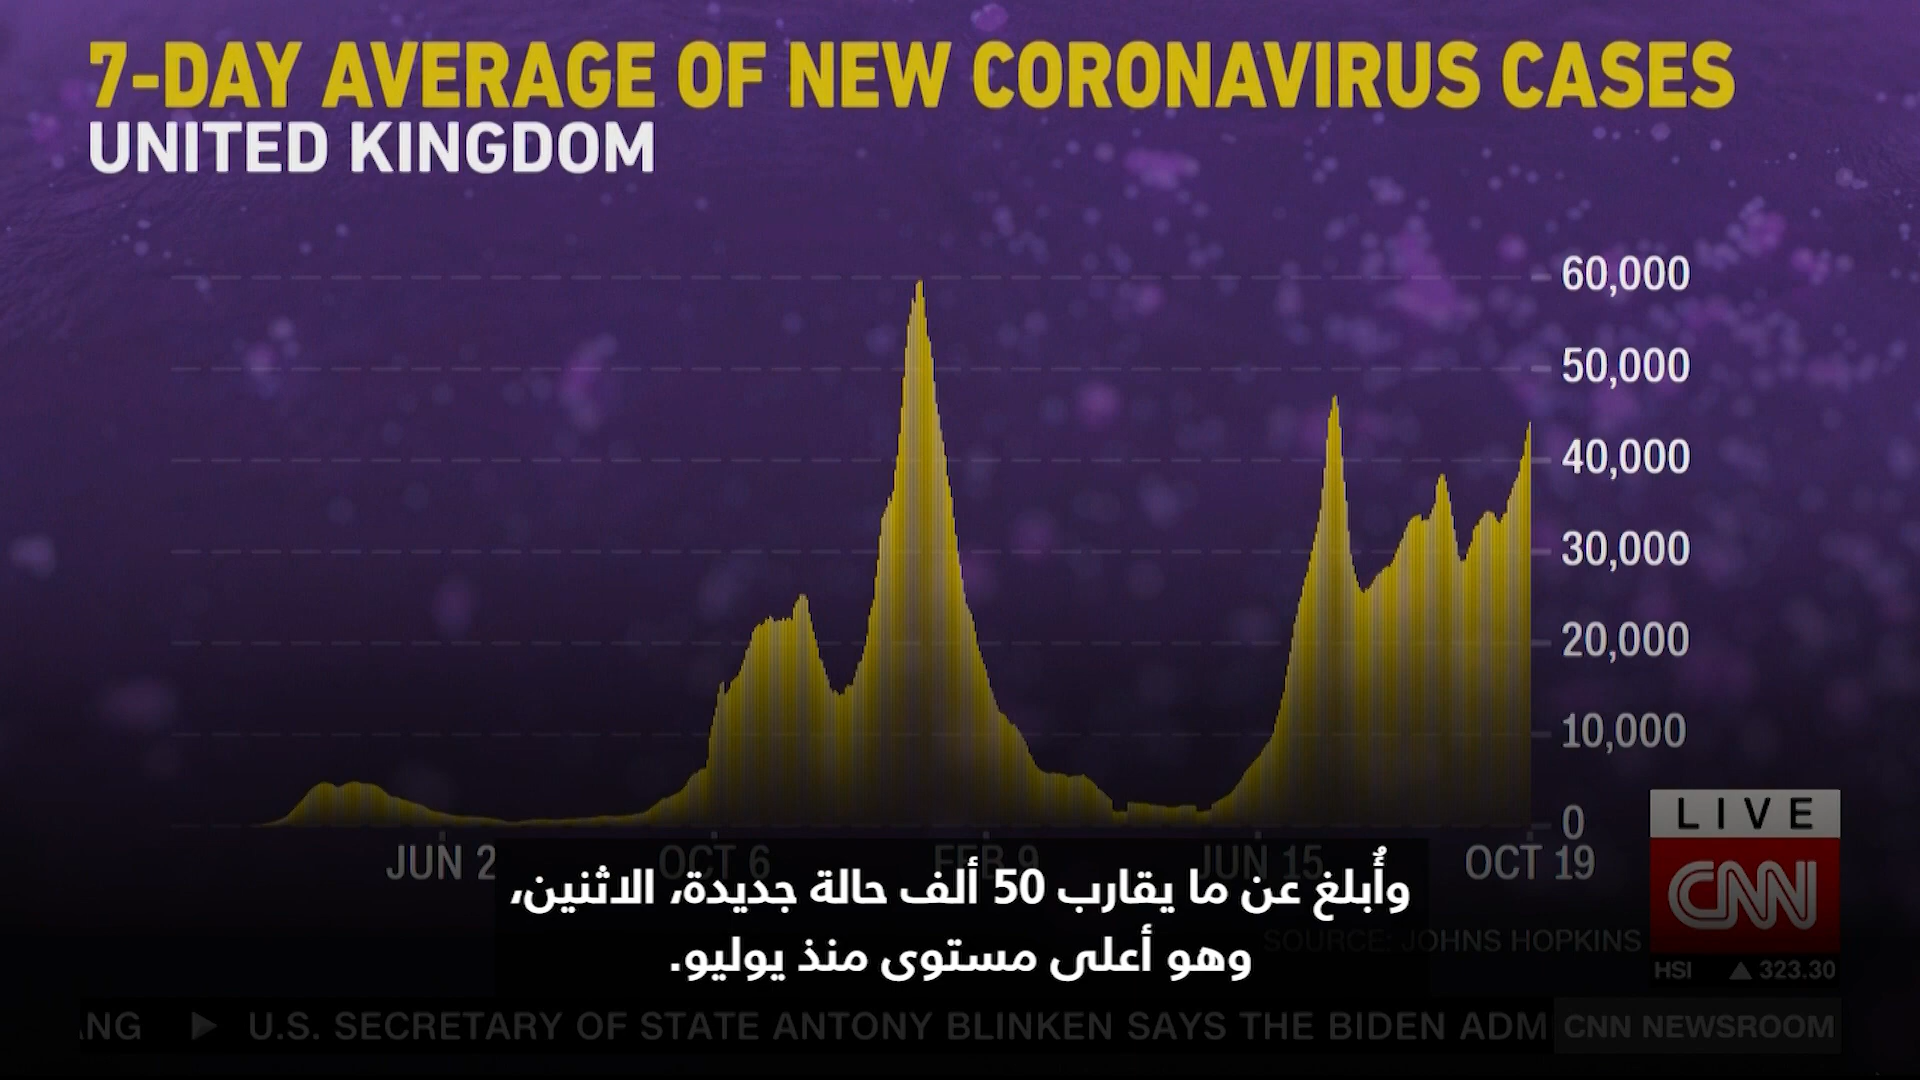 7-DAY AVERAGE OF NEW CORONAVIRUS CASES
UNITED KINGDOM
60,000
50,000
40,000
30,000
20,000
10,000
0
JUN 2
OCT 6
FEB 9
JUN 15
OCT 19
وأُبلغ عن ما يقارب 50 ألف حالة جديدة، الاثنين،
وهو أعلى مستوى منذ يوليو.
SOURCE: JOHNS HOPKINS
LIVE
CNN
HSI ▲ 323.30
ANG ▶ U.S. SECRETARY OF STATE ANTONY BLINKEN SAYS THE BIDEN ADM
CNN NEWSROOM